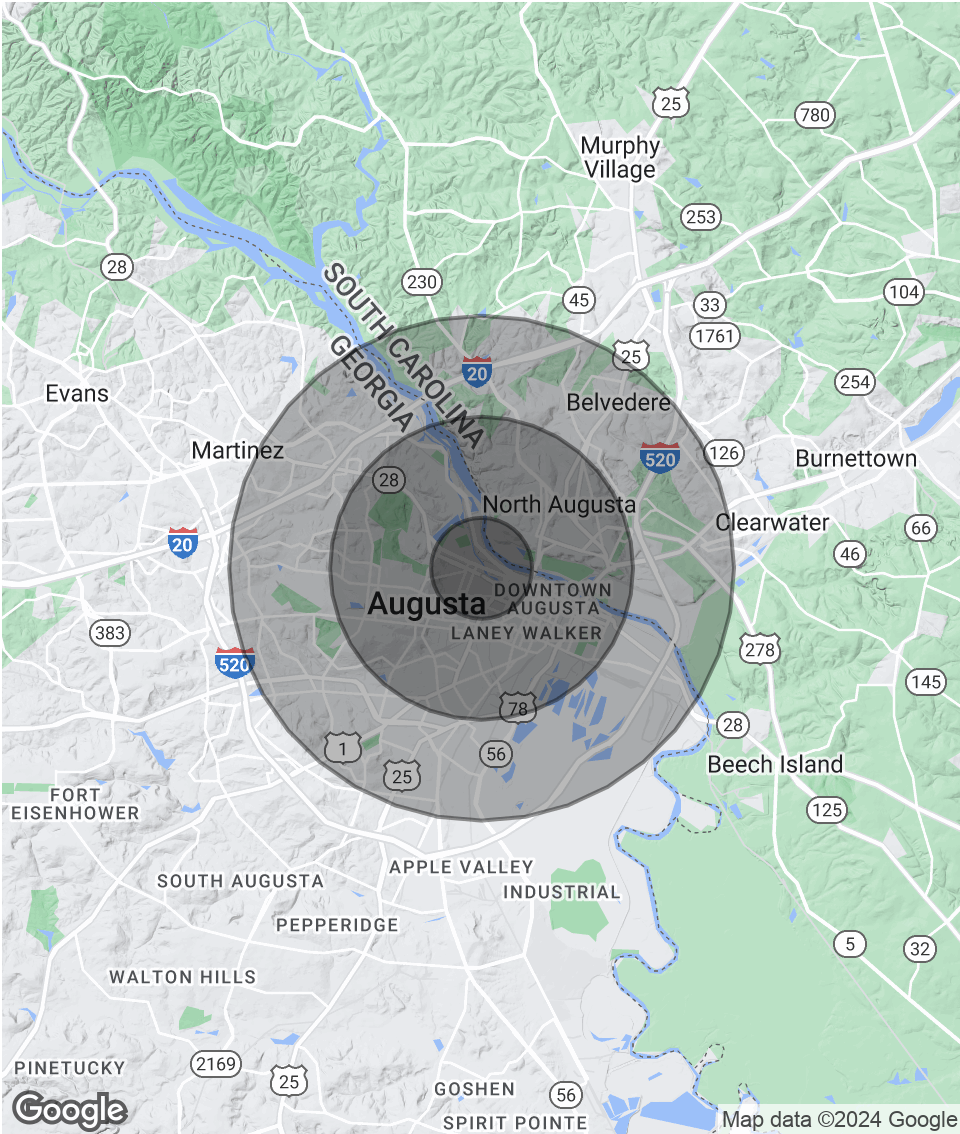 25
780
Murphy
Village
253
28
SOUTH CAROLINA
230
45
104
33
1761
GEORGIA
25
20
254
Evans
Belvedere
Martinez
126
520
Burnettown
28
North Augusta
Clearwater
66
20
46
DOWNTOWN
AUGUSTA
Augusta
LANEY WALKER
383
278
520
145
78
28
1
56
25
Beech Island
FORT
EISENHOWER
125
APPLE VALLEY
SOUTH AUGUSTA
INDUSTRIAL
PEPPERIDGE
5
32
WALTON HILLS
2169
PINETUCKY
25
GOSHEN
56
Google
SPIRIT POINTE
Map data ©2024 Google